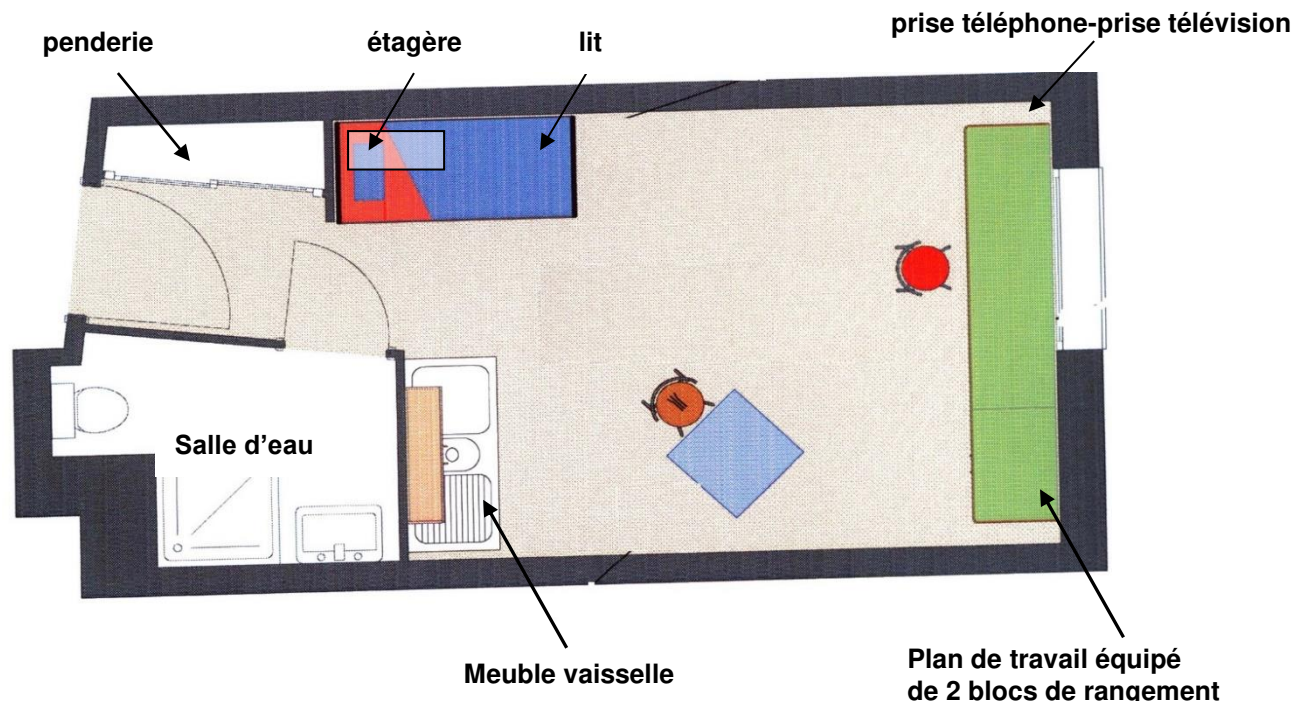 prise téléphone-prise télévision
penderie
étagère
lit
Salle d’eau
Meuble vaisselle
Plan de travail équipé
de 2 blocs de rangement